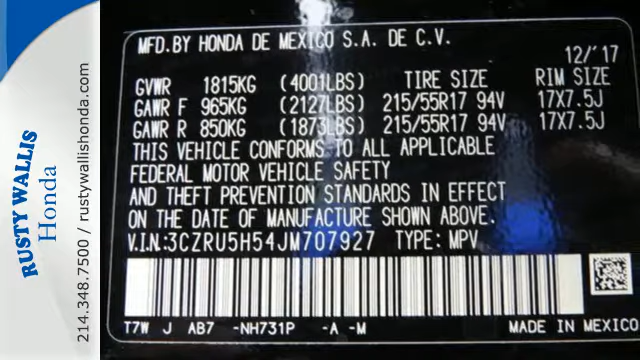 MFD.BY HONDA DE MEXICO S.A. DE C.V.
12/'17
GVWR 1815KG (4001LBS) TIRE SIZE RIM SIZE
GAWR F 965KG (2127LBS) 215/55R17 94V 17X7.5J
GAWR R 850KG (1873LBS) 215/55R17 94V 17X7.5J
THIS VEHICLE CONFORMS TO ALL APPLICABLE
FEDERAL MOTOR VEHICLE SAFETY
AND THEFT PREVENTION STANDARDS IN EFFECT
ON THE DATE OF MANUFACTURE SHOWN ABOVE.
V.I.N:3CZRU5H54JM707927 TYPE: MPV
T7W J AB7 -NH731P -A -M MADE IN MEXICO
RUSTY WALLIS
Honda
214.348.7500 / rustywallishonda.com